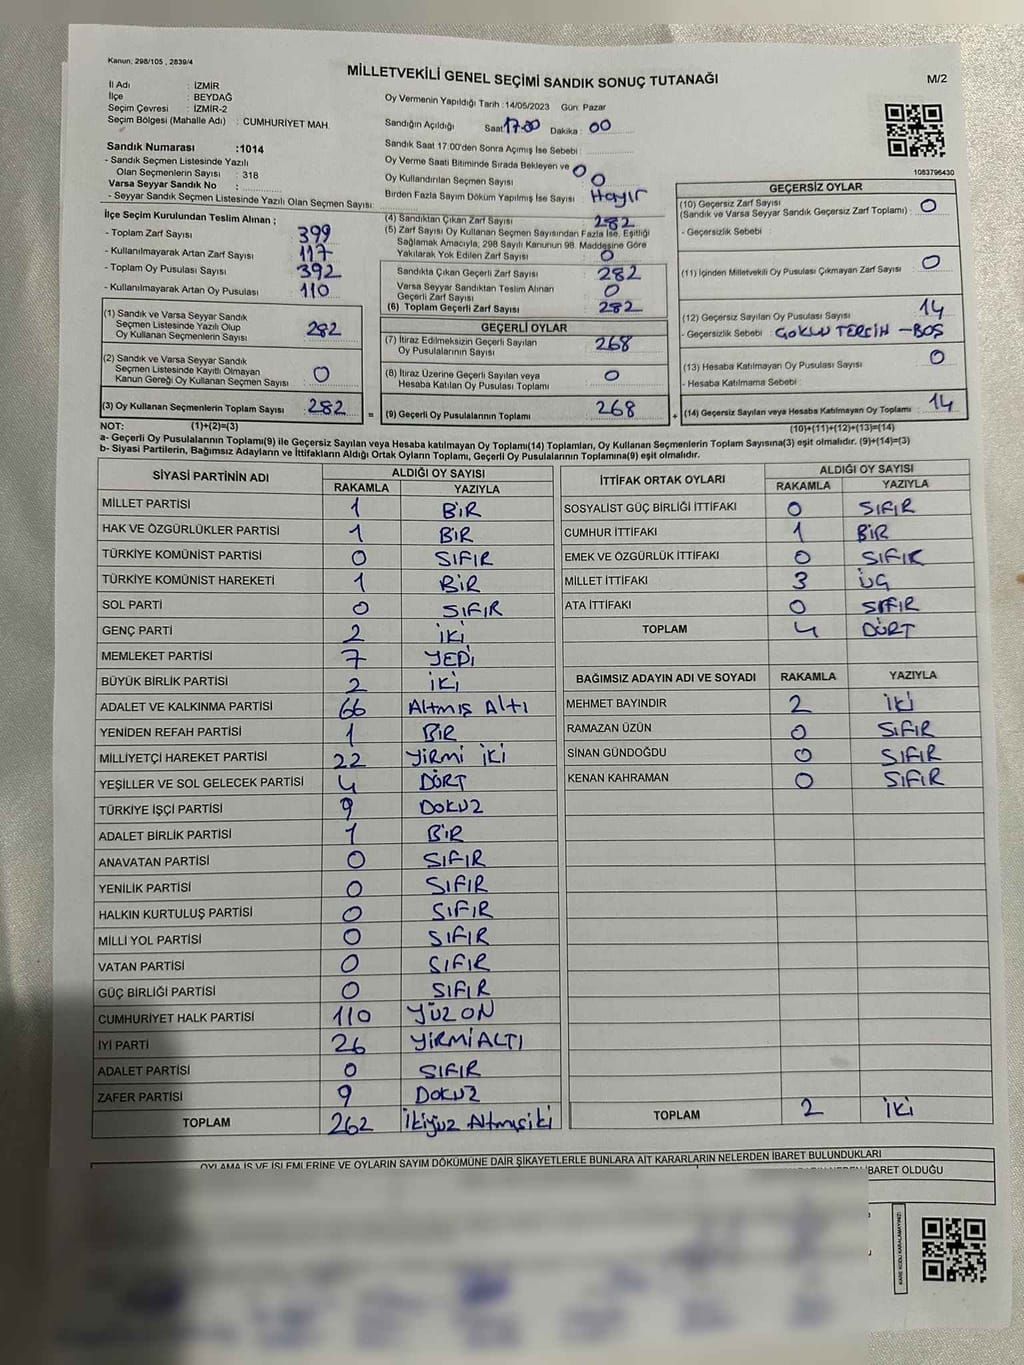 Kanun: 298/105 , 2839/4
MİLLETVEKİLİ GENEL SEÇİMİ SANDIK SONUÇ TUTANAĞI
M/2
İl Adı : İZMİR
İlçe : BEYDAĞ
Seçim Çevresi : İZMİR-2
Seçim Bölgesi (Mahalle Adı) : CUMHURİYET MAH.
Sandık Numarası :1014
- Sandık Seçmen Listesinde Yazılı
Olan Seçmenlerin Sayısı : 318
Varsa Seyyar Sandık No :
- Seyyar Sandık Seçmen Listesinde Yazılı Olan Seçmen Sayısı:
Oy Vermenin Yapıldığı Tarih :14/05/2023 Gün: Pazar
Sandığın Açıldığı Saat 17.00 Dakika : 00
Sandık Saat 17:00'den Sonra Açımış İse Sebebi :
Oy Verme Saati Bitiminde Sırada Bekleyen ve 0
Oy Kullandırılan Seçmen Sayısı 0
Birden Fazla Sayım Döküm Yapılmış İse Sayısı Hayır
1083796430
İlçe Seçim Kurulundan Teslim Alınan ;
- Toplam Zarf Sayısı 399
- Kullanılmayarak Artan Zarf Sayısı 117
- Toplam Oy Pusulası Sayısı 392
- Kullanılmayarak Artan Oy Pusulası 110
(4) Sandıktan Çıkan Zarf Sayısı 282
(5) Zarf Sayısı Oy Kullanan Seçmen Sayısından Fazla İse, Eşitliği
Sağlamak Amacıyla, 298 Sayılı Kanunun 98. Maddesine Göre
Yakılarak Yok Edilen Zarf Sayısı 0
Sandıkta Çıkan Geçerli Zarf Sayısı 282
Varsa Seyyar Sandıktan Teslim Alınan
Geçerli Zarf Sayısı 0
(6) Toplam Geçerli Zarf Sayısı 282
GEÇERSİZ OYLAR
(10) Geçersiz Zarf Sayısı 0
(Sandık ve Varsa Seyyar Sandık Geçersiz Zarf Toplamı) :
- Geçersizlik Sebebi :
(11) İçinden Milletvekili Oy Pusulası Çıkmayan Zarf Sayısı 0
(12) Geçersiz Sayılan Oy Pusulası Sayısı 14
- Geçersizlik Sebebi ÇOKLU TERCİH - BOŞ
(13) Hesaba Katılmayan Oy Pusulası Sayısı 0
- Hesaba Katılmama Sebebi
(14) Geçersiz Sayılan veya Hesaba Katılmayan Oy Toplamı : 14
(1) Sandık ve Varsa Seyyar
Sandık Seçmen Listesinde Yazılı Olup
Oy Kullanan Seçmenlerin Sayısı 282
(2) Sandık ve Varsa Seyyar Sandık
Seçmen Listesinde Kayıtlı Olmayan
Kanun Gereği Oy Kullanan Seçmen Sayısı 0
(3) Oy Kullanan Seçmenlerin Toplam Sayısı 282
GEÇERLİ OYLAR
(7) İtiraz Edilmeksizin Geçerli Sayılan
Oy Pusulalarının Sayısı 268
(8) İtiraz Üzerine Geçerli Sayılan veya
Hesaba Katılan Oy Pusulası Toplamı 0
= (9) Geçerli Oy Pusulalarının Toplamı 268 +
NOT: (1)+(2)=(3)
(10)+(11)+(12)+(13)=(14)
a- Geçerli Oy Pusulalarının Toplamı(9) ile Geçersiz Sayılan veya Hesaba katılmayan Oy Toplamı(14) Toplamları, Oy Kullanan Seçmenlerin Toplam Sayısına(3) eşit olmalıdır. (9)+(14)=(3)
b- Siyasi Partilerin, Bağımsız Adayların ve İttifakların Aldığı Ortak Oyların Toplamı, Geçerli Oy Pusulalarının Toplamına(9) eşit olmalıdır.
SİYASİ PARTİNİN ADI ALDIĞI OY SAYISI
RAKAMLA YAZIYLA
MİLLET PARTİSİ 1 BİR
HAK VE ÖZGÜRLÜKLER PARTİSİ 1 BİR
TÜRKİYE KOMÜNİST PARTİSİ 0 SIFIR
TÜRKİYE KOMÜNİST HAREKETİ 1 BİR
SOL PARTİ 0 SIFIR
GENÇ PARTİ 2 İKİ
MEMLEKET PARTİSİ 7 YEDİ
BÜYÜK BİRLİK PARTİSİ 2 İKİ
ADALET VE KALKINMA PARTİSİ 66 Altmış Altı
YENİDEN REFAH PARTİSİ 1 BİR
MİLLİYETÇİ HAREKET PARTİSİ 22 Yirmi iki
YEŞİLLER VE SOL GELECEK PARTİSİ 4 DÖRT
TÜRKİYE İŞÇİ PARTİSİ 9 DOKUZ
ADALET BİRLİK PARTİSİ 1 BİR
ANAVATAN PARTİSİ 0 SIFIR
YENİLİK PARTİSİ 0 SIFIR
HALKIN KURTULUŞ PARTİSİ 0 SIFIR
MİLLİ YOL PARTİSİ 0 SIFIR
VATAN PARTİSİ 0 SIFIR
GÜÇ BİRLİĞİ PARTİSİ 0 SIFIR
CUMHURİYET HALK PARTİSİ 110 YÜZ ON
İYİ PARTİ 26 YİRMİ ALTI
ADALET PARTİSİ 0 SIFIR
ZAFER PARTİSİ 9 DOKUZ
TOPLAM 262 İkiyüz Altmışiki
İTTİFAK ORTAK OYLARI ALDIĞI OY SAYISI
RAKAMLA YAZIYLA
SOSYALİST GÜÇ BİRLİĞİ İTTİFAKI 0 SIFIR
CUMHUR İTTİFAKI 1 BİR
EMEK VE ÖZGÜRLÜK İTTİFAKI 0 SIFIR
MİLLET İTTİFAKI 3 ÜÇ
ATA İTTİFAKI 0 SIFIR
TOPLAM 4 DÖRT
BAĞIMSIZ ADAYIN ADI VE SOYADI RAKAMLA YAZIYLA
MEHMET BAYINDIR 2 İKİ
RAMAZAN ÜZÜN 0 SIFIR
SİNAN GÜNDOĞDU 0 SIFIR
KENAN KAHRAMAN 0 SIFIR
TOPLAM 2 İKİ
OYLAMA İŞ VE İŞLEMLERİNE VE OYLARIN SAYIM DÖKÜMÜNE DAİR ŞİKAYETLERLE BUNLARA AİT KARARLARIN NELERDEN İBARET BULUNDUKLARI
İBARET OLDUĞU
KARE KODU KARALAMAYINIZ!